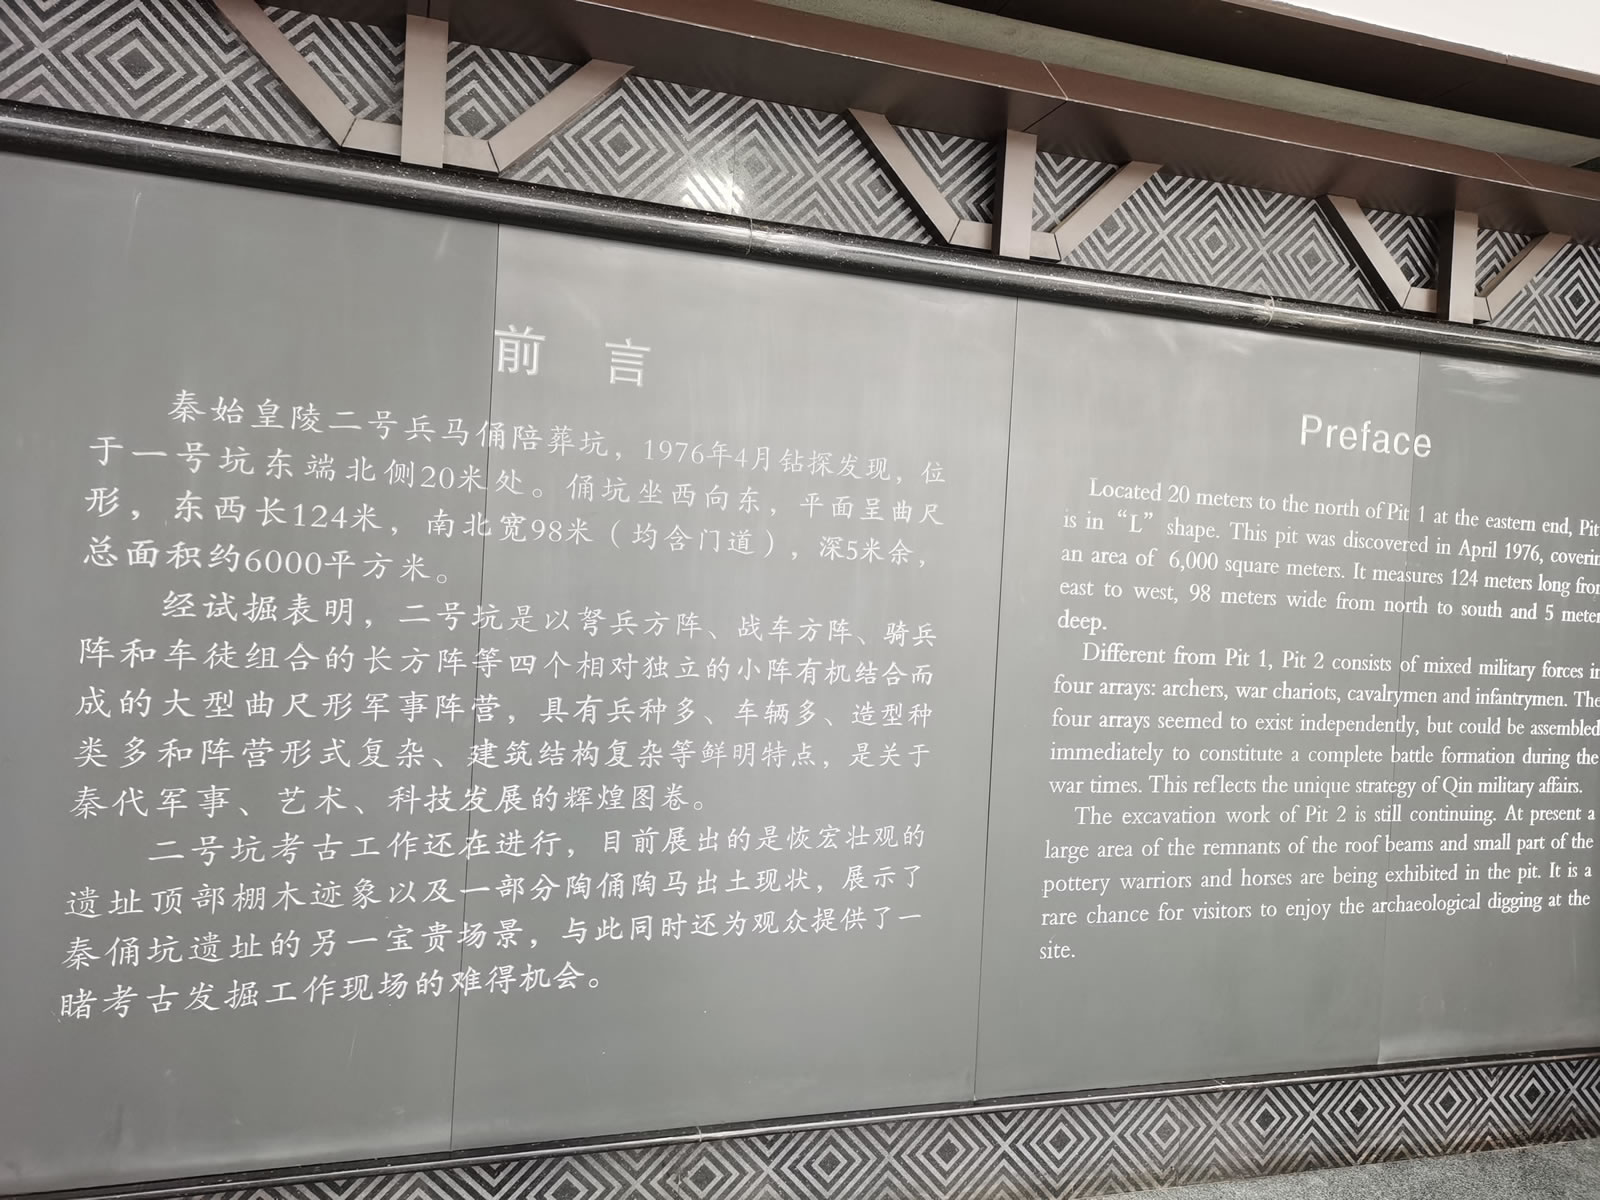 前言
秦始皇陵二号兵马俑陪葬坑，1976年4月钻探发现，位
于一号坑东端北侧20米处。俑坑坐西向东，平面呈曲尺
形，东西长124米，南北宽98米（均含门道），深5米余，
总面积约6000平方米。
经试掘表明，二号坑是以弩兵方阵、战车方阵、骑兵
阵和车徒组合的长方阵等四个相对独立的小阵有机结合而
成的大型曲尺形军事阵营，具有兵种多、车辆多、造型种
类多和阵营形式复杂、建筑结构复杂等鲜明特点，是关于
秦代军事、艺术、科技发展的辉煌图卷。
二号坑考古工作还在进行，目前展出的是恢宏壮观的
遗址顶部棚木迹象以及一部分陶俑陶马出土现状，展示了
秦俑坑遗址的另一宝贵场景，与此同时还为观众提供了一
睹考古发掘工作现场的难得机会。
Preface
Located 20 meters to the north of Pit 1 at the eastern end, Pit
is in “L” shape. This pit was discovered in April 1976,
an area of 6,000 square meters. It measures 124 meters long
east to west, 98 meters wide from north to south and 5
deep.
Different from Pit 1, Pit 2 consists of mixed military forces in
four arrays: archers, war chariots, cavalrymen and infantrymen. The
four arrays seemed to exist independently, but could be assembled
immediately to constitute a complete battle formation during the
war times. This reflects the unique strategy of Qin military affairs.
The excavation work of Pit 2 is still continuing. At present a
large area of the remnants of the roof beams and small part of the
pottery warriors and horses are being exhibited in the pit. It is a
rare chance for visitors to enjoy the archaeological digging at the
site.